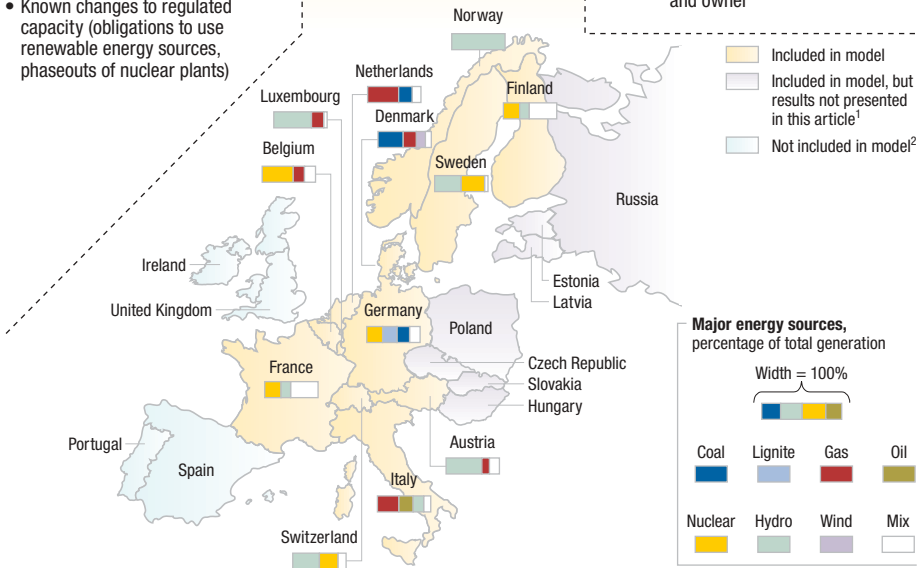 • Known changes to regulated
capacity (obligations to use
renewable energy sources,
phaseouts of nuclear plants)
and owner
Norway
Netherlands
Luxembourg
Denmark
Belgium
Finland
Sweden
Included in model
Included in model, but
results not presented
in this article¹
Not included in model²
Russia
Ireland
United Kingdom
Estonia
Latvia
Germany
Poland
France
Czech Republic
Slovakia
Hungary
Portugal
Spain
Austria
Italy
Switzerland
Major energy sources,
percentage of total generation
Width = 100%
Coal Lignite Gas Oil
Nuclear Hydro Wind Mix